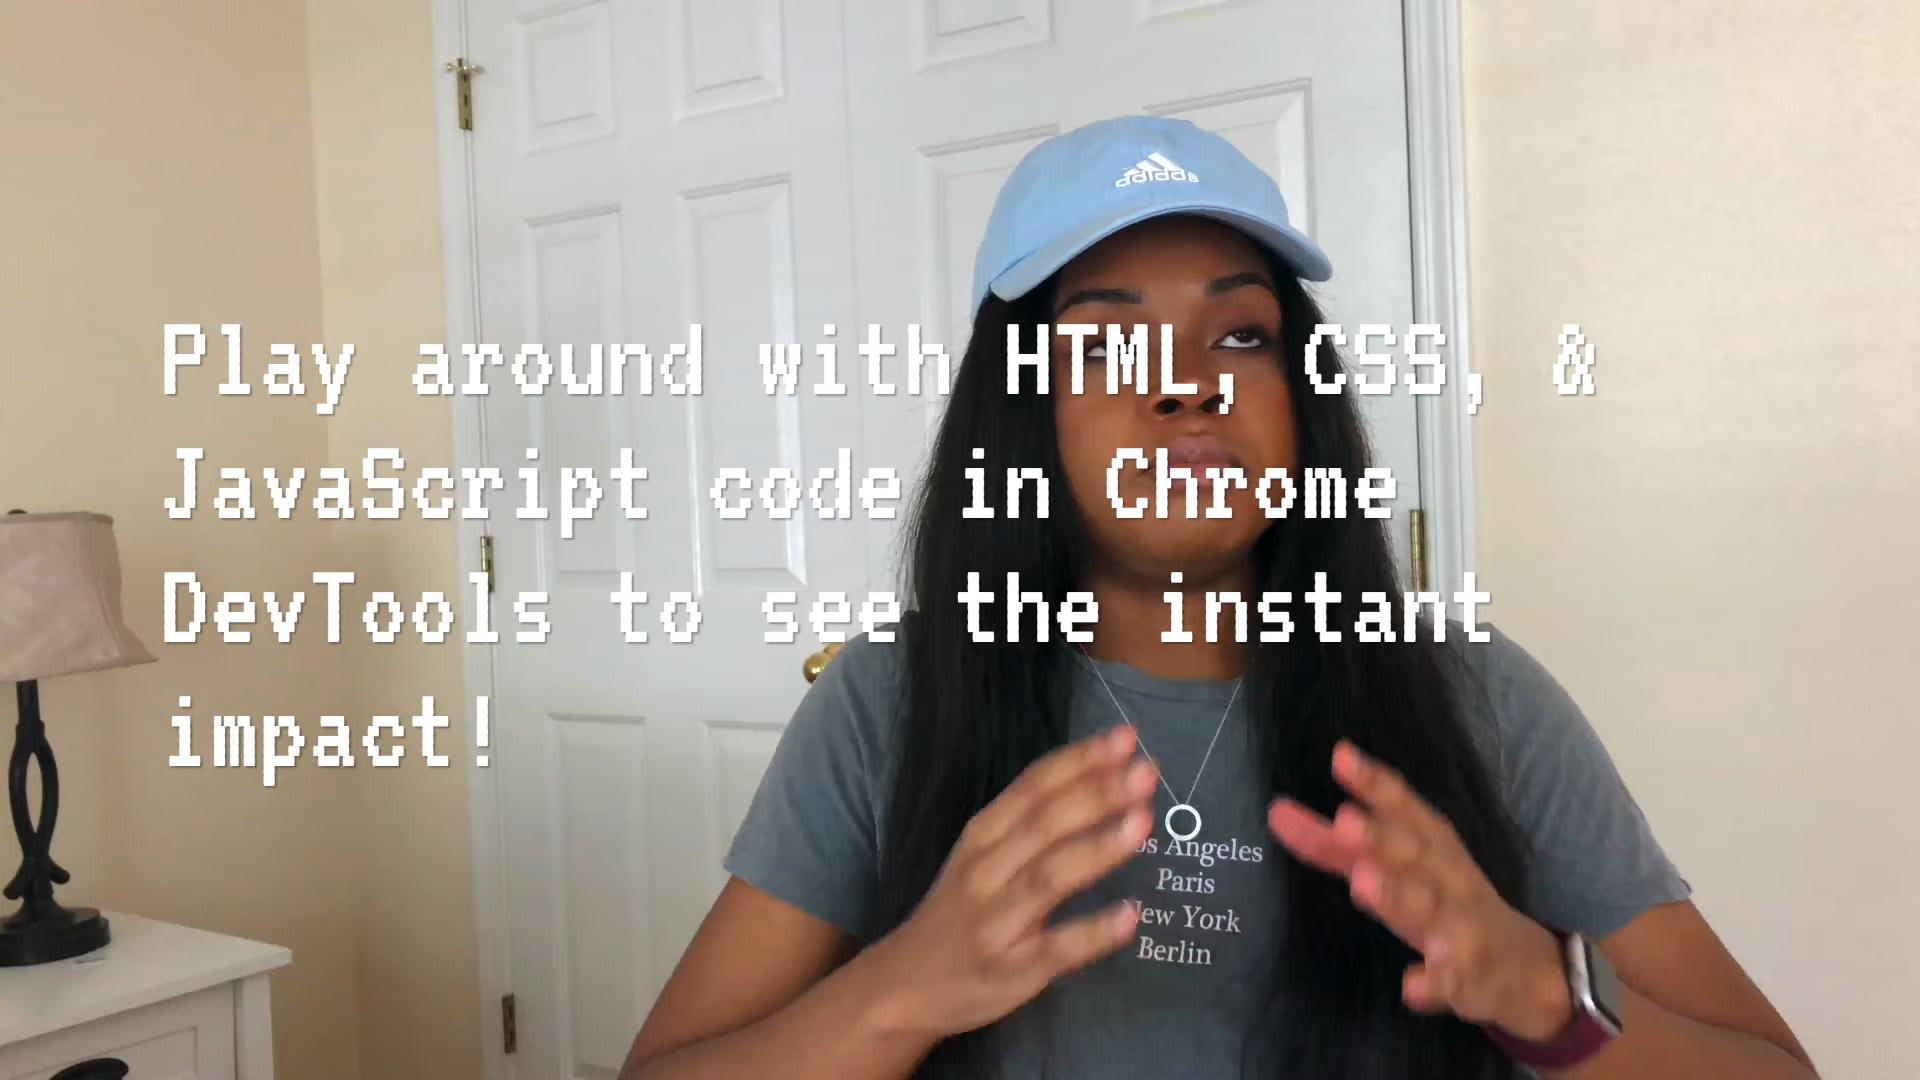 adidas
Play around with HTML, CSS, &
JavaScript code in Chrome
DevTools to see the instant
impact!
os Angeles
Paris
New York
Berlin